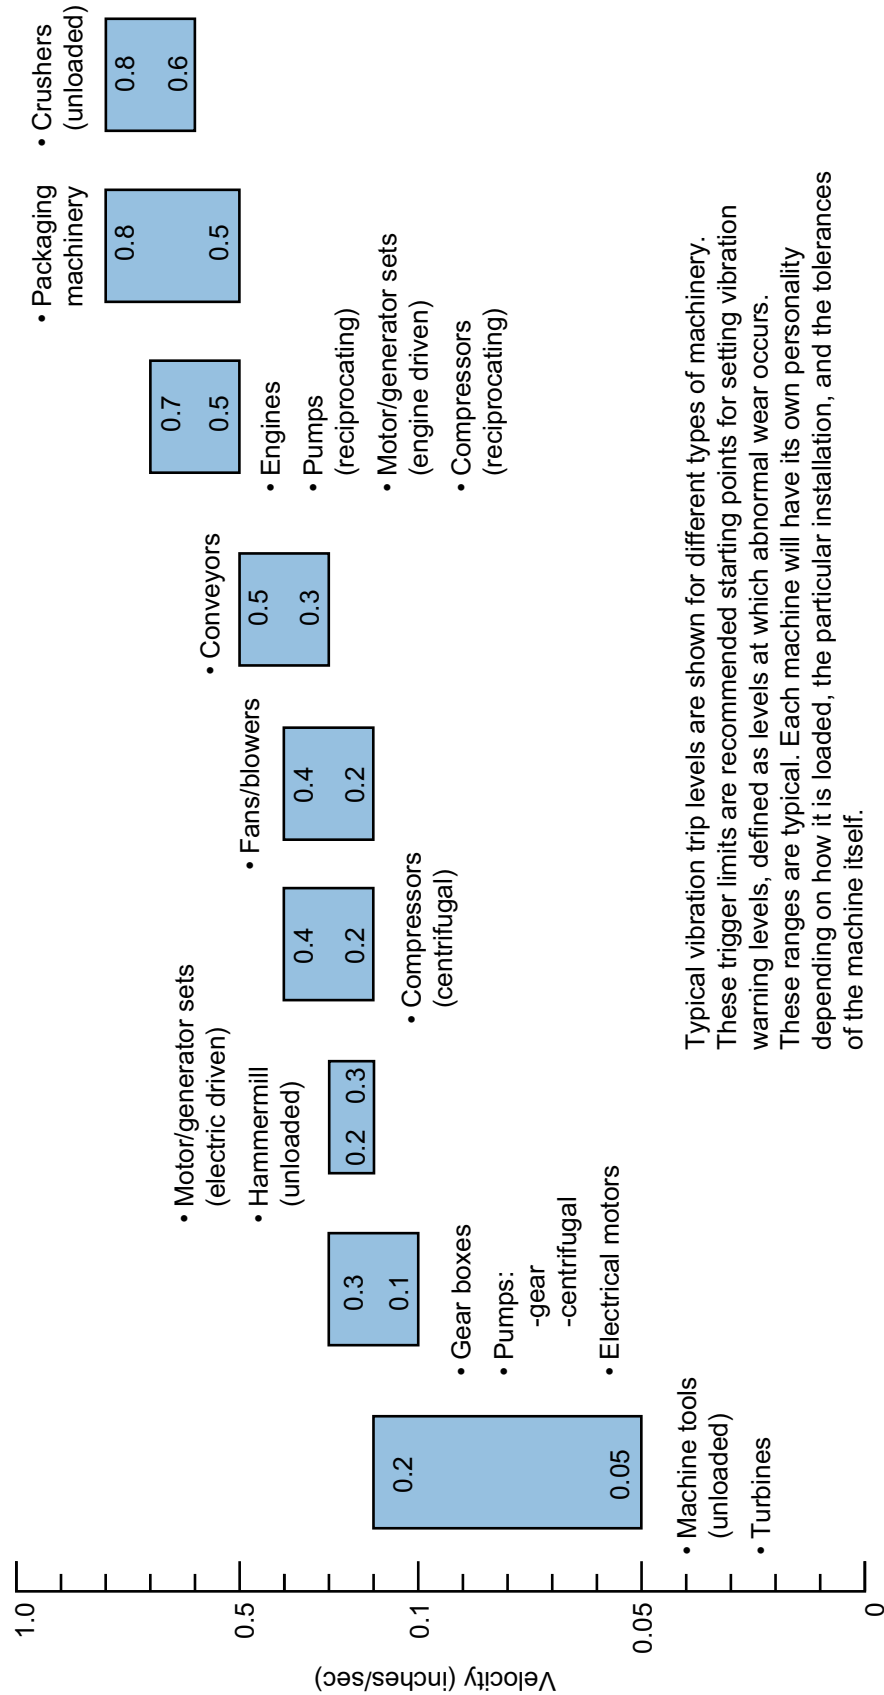 Velocity (inches/sec)
1.0
0.5
0.1
0.05
0
0.2
0.05
• Machine tools
(unloaded)
• Turbines
0.3
0.1
• Gear boxes
• Pumps:
-gear
-centrifugal
• Electrical motors
• Motor/generator sets
(electric driven)
• Hammermill
(unloaded)
0.2 0.3
0.4
0.2
• Compressors
(centrifugal)
• Fans/blowers
0.4
0.2
• Conveyors
0.5
0.3
0.7
0.5
• Engines
• Pumps
(reciprocating)
• Motor/generator sets
(engine driven)
• Compressors
(reciprocating)
• Packaging
machinery
0.8
0.5
• Crushers
(unloaded)
0.8
0.6
Typical vibration trip levels are shown for different types of machinery.
These trigger limits are recommended starting points for setting vibration
warning levels, defined as levels at which abnormal wear occurs.
These ranges are typical. Each machine will have its own personality
depending on how it is loaded, the particular installation, and the tolerances
of the machine itself.